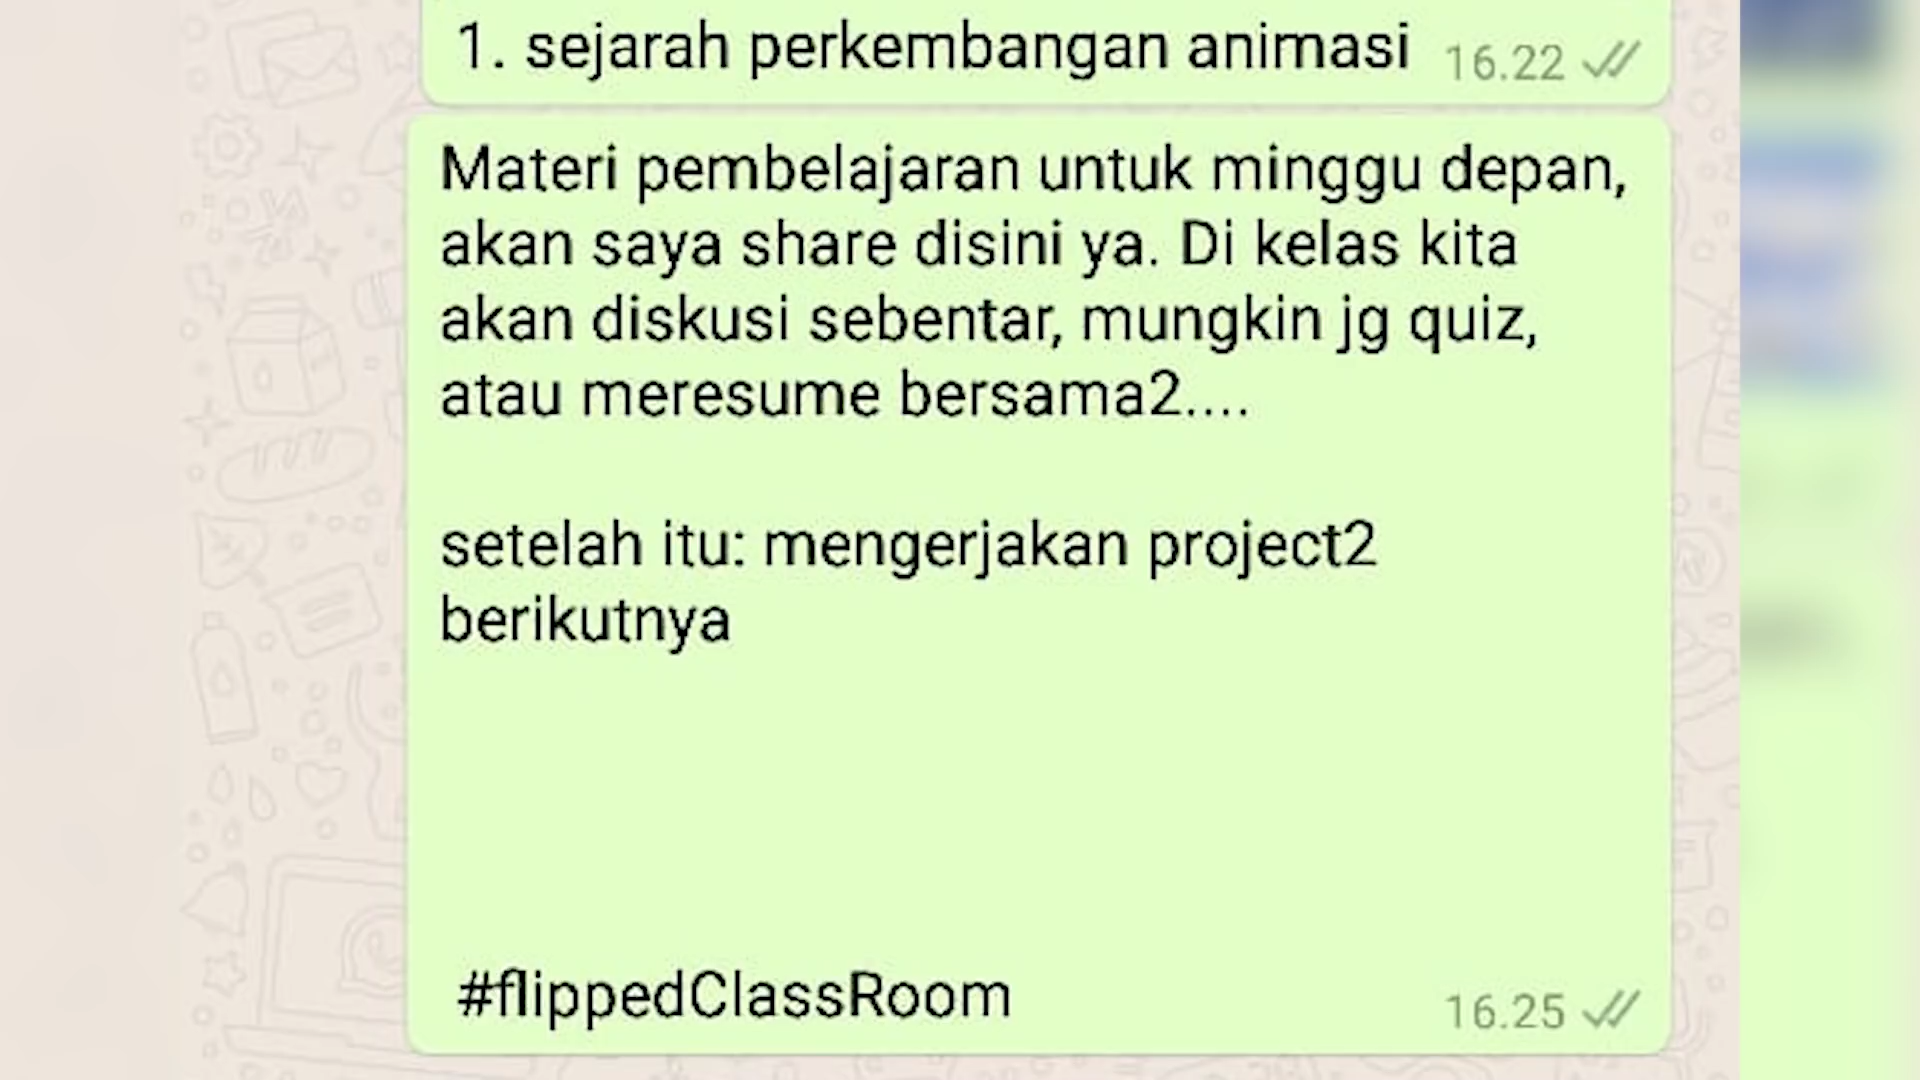 1. sejarah perkembangan animasi 16.22
Materi pembelajaran untuk minggu depan,
akan saya share disini ya. Di kelas kita
akan diskusi sebentar, mungkin jg quiz,
atau meresume bersama2....
setelah itu: mengerjakan project2
berikutnya
#flippedClassRoom 16.25